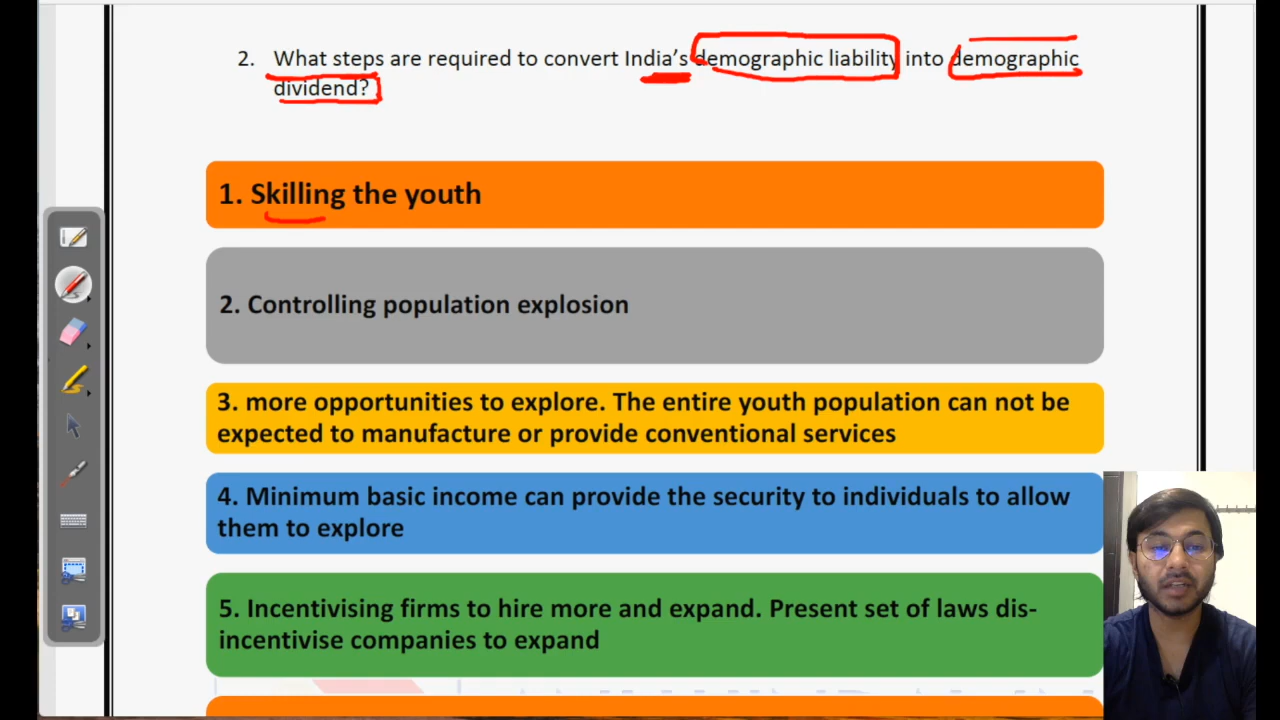 2. What steps are required to convert India's demographic liability into demographic
dividend?
1. Skilling the youth
2. Controlling population explosion
3. more opportunities to explore. The entire youth population can not be
expected to manufacture or provide conventional services
4. Minimum basic income can provide the security to individuals to allow
them to explore
5. Incentivising firms to hire more and expand. Present set of laws dis-
incentivise companies to expand